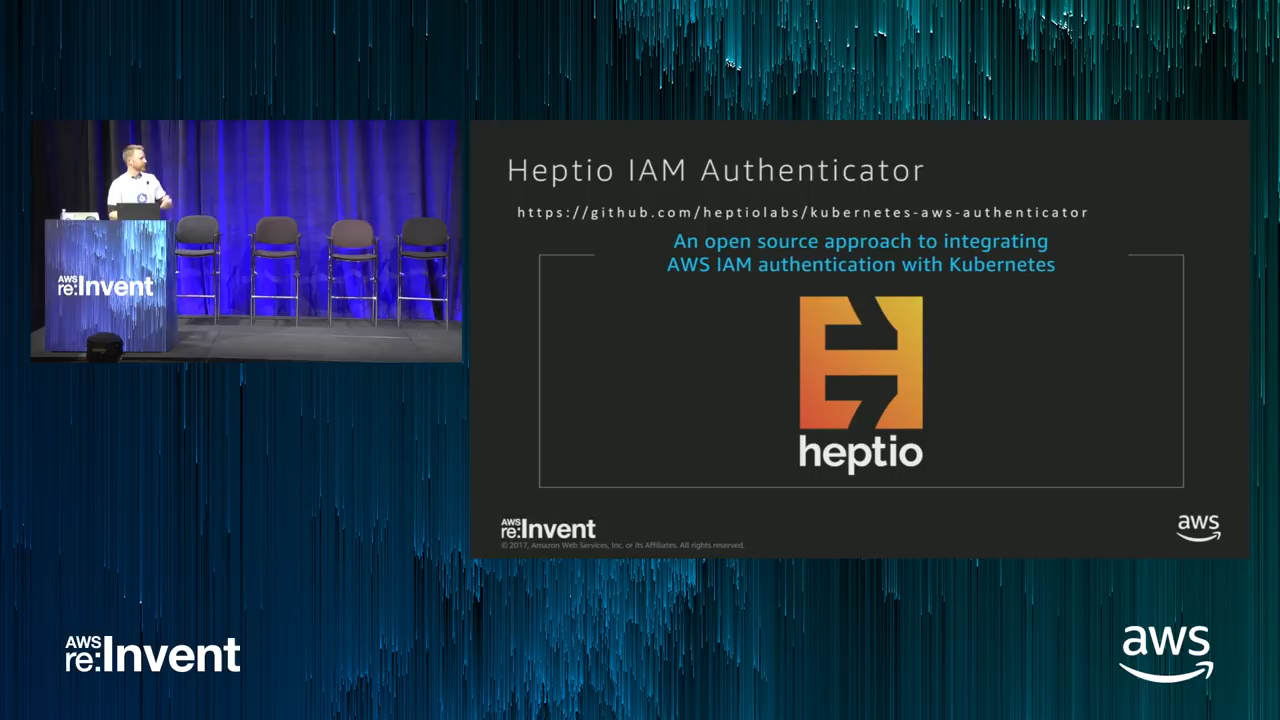 AWS
re:Invent
Heptio IAM Authenticator
https://github.com/heptiolabs/kubernetes-aws-authenticator
An open source approach to integrating
AWS IAM authentication with Kubernetes
heptio
AWS
re:Invent
© 2017, Amazon Web Services, Inc. or its Affiliates. All rights reserved.
aws
AWS
re:Invent
aws